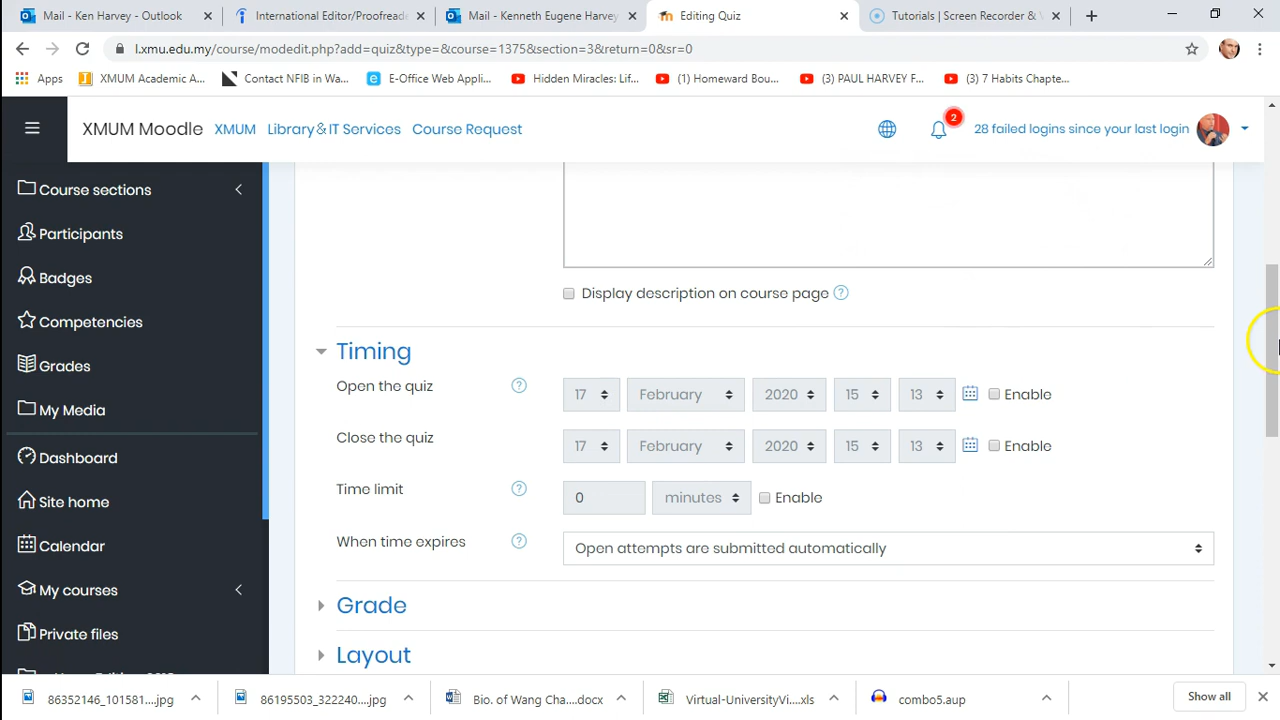 Mail - Ken Harvey - Outlook
International Editor/Proofreade
Mail - Kenneth Eugene Harvey
Editing Quiz
Tutorials | Screen Recorder &
l.xmu.edu.my/course/modedit.php?add=quiz&type=&course=1375&section=3&return=0&sr=0
Apps
XMUM Academic A...
Contact NFIB in Wa...
E-Office Web Appli...
Hidden Miracles: Lif...
(1) Homeward Bou...
(3) PAUL HARVEY F...
(3) 7 Habits Chapte...
XMUM Moodle
XMUM
Library&IT Services
Course Request
2
28 failed logins since your last login
Course sections
Participants
Badges
Competencies
Grades
My Media
Dashboard
Site home
Calendar
My courses
Private files
Display description on course page
Timing
Open the quiz
17 February 2020 15 13 Enable
Close the quiz
17 February 2020 15 13 Enable
Time limit
0 minutes Enable
When time expires
Open attempts are submitted automatically
Grade
Layout
86352146_101581....jpg
86195503_322240....jpg
Bio. of Wang Cha....docx
Virtual-UniversityVi....xls
combo5.aup
Show all